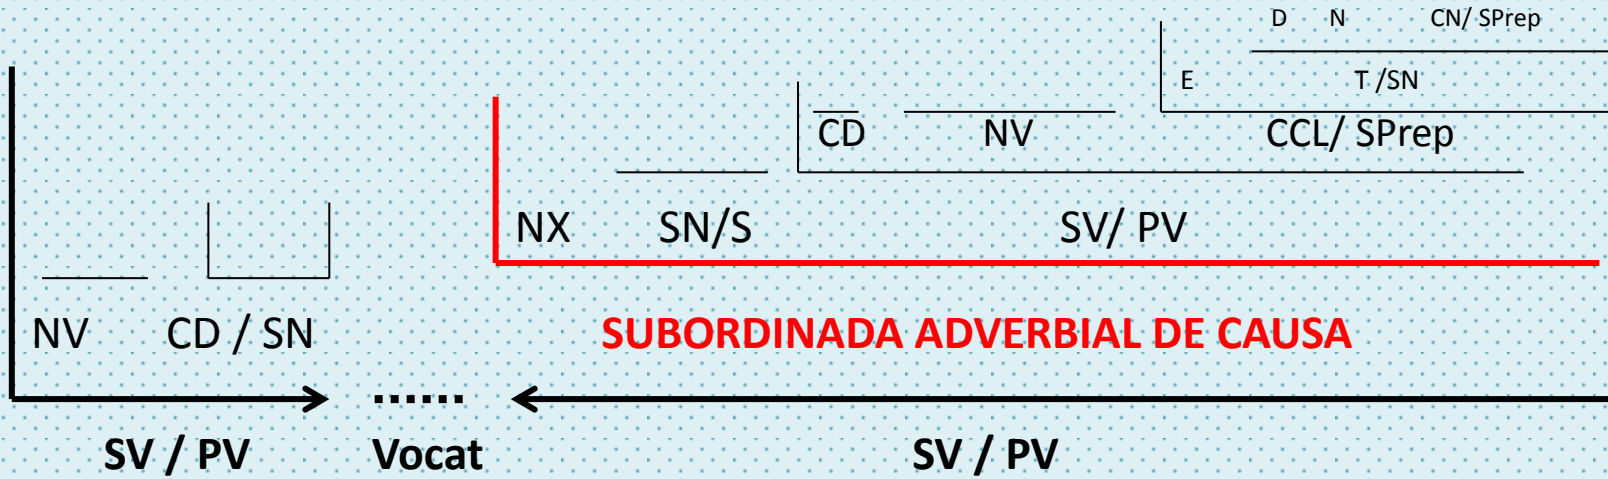 D N CN/ SPrep
E T /SN
CD NV CCL/ SPrep
NX SN/S SV/ PV
NV CD / SN SUBORDINADA ADVERBIAL DE CAUSA
......
SV / PV Vocat SV / PV